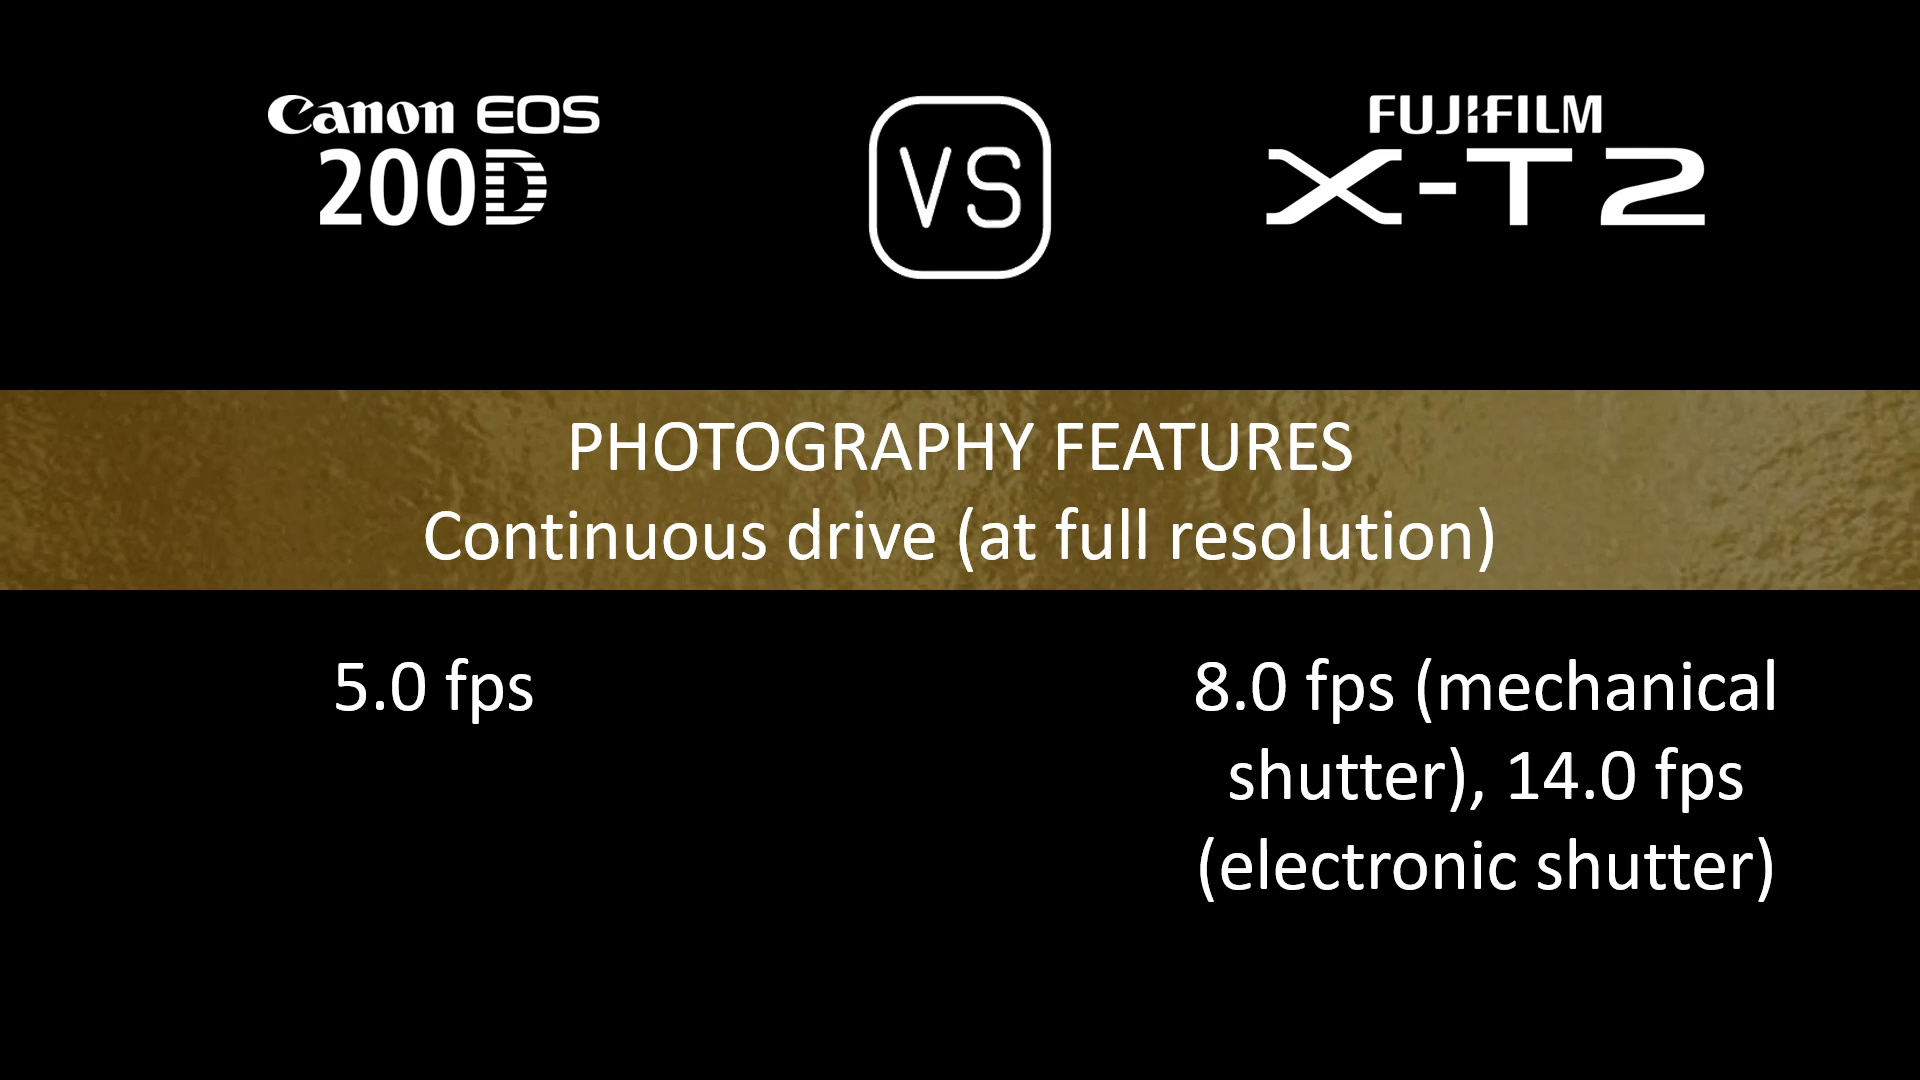 Canon EOS
200D
VS
FUJIFILM
X-T2
PHOTOGRAPHY FEATURES
Continuous drive (at full resolution)
5.0 fps
8.0 fps (mechanical
shutter), 14.0 fps
(electronic shutter)